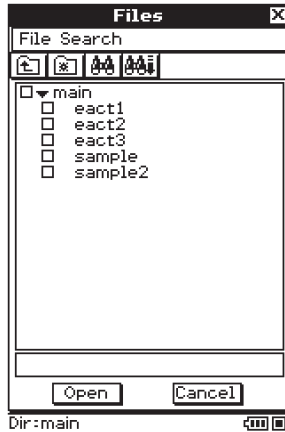 Files
File Search
main
eact1
eact2
eact3
sample
sample2
Open Cancel
Dir:main